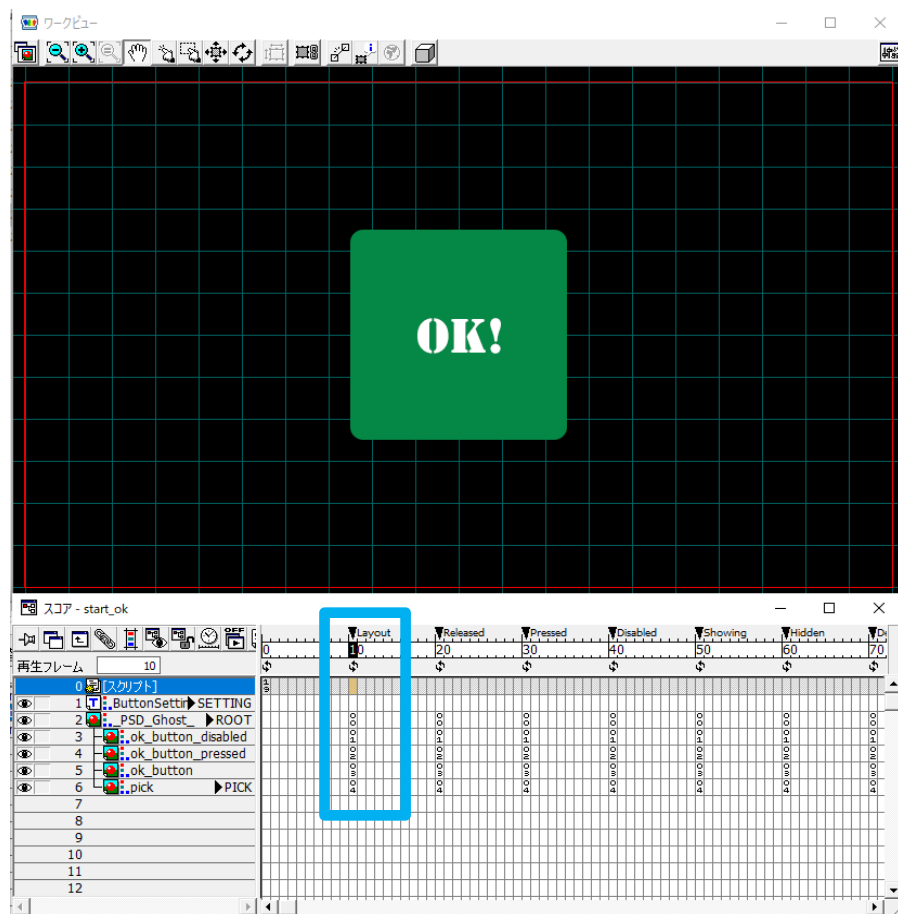 ワークビュー
OK!
スコア - start_ok
OFF
Layout Released Pressed Disabled Showing Hidden De
0 10 20 30 40 50 60 70
再生フレーム 10
0 [スクリプト]
1 T _ButtonSettin SETTING
2 _PSD_Ghost_ ROOT
3 ok_button_disabled
4 ok_button_pressed
5 ok_button
6 pick PICK
7
8
9
10
11
12